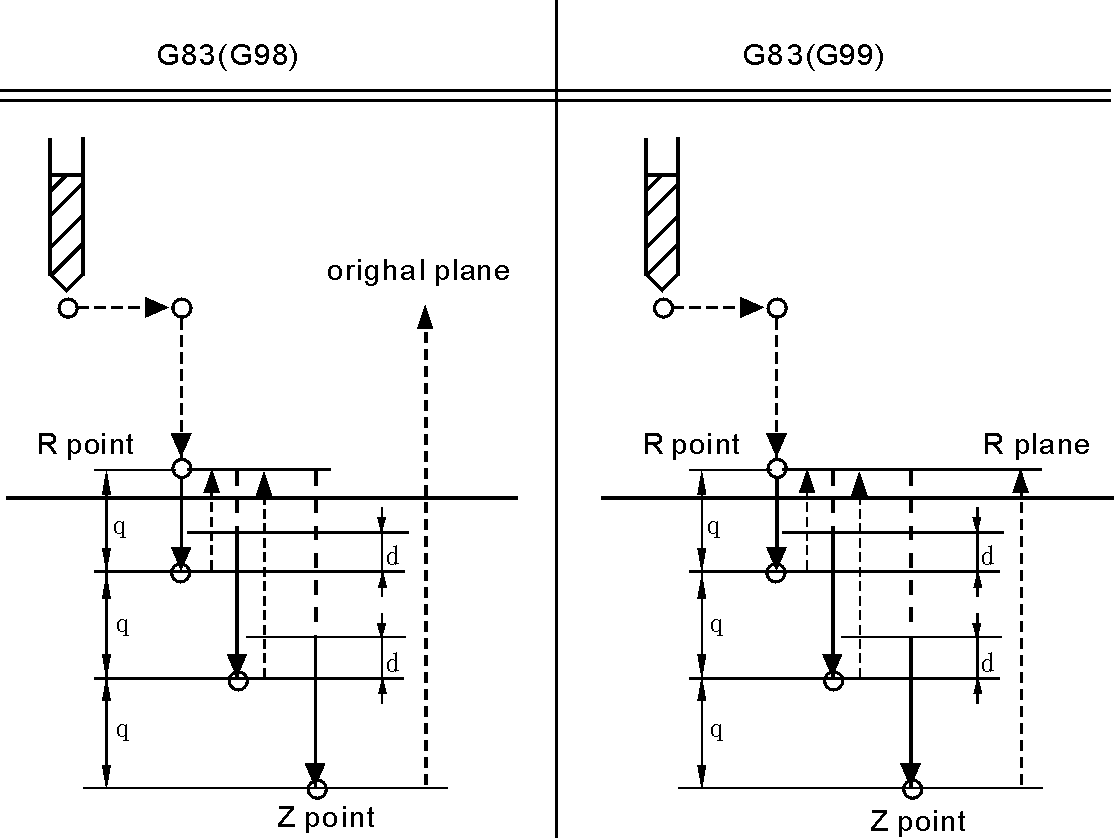 G83(G98)
G83(G99)
orighal plane
R point
R point
R plane
q
d
q
d
q
d
q
d
q
q
Z point
Z point